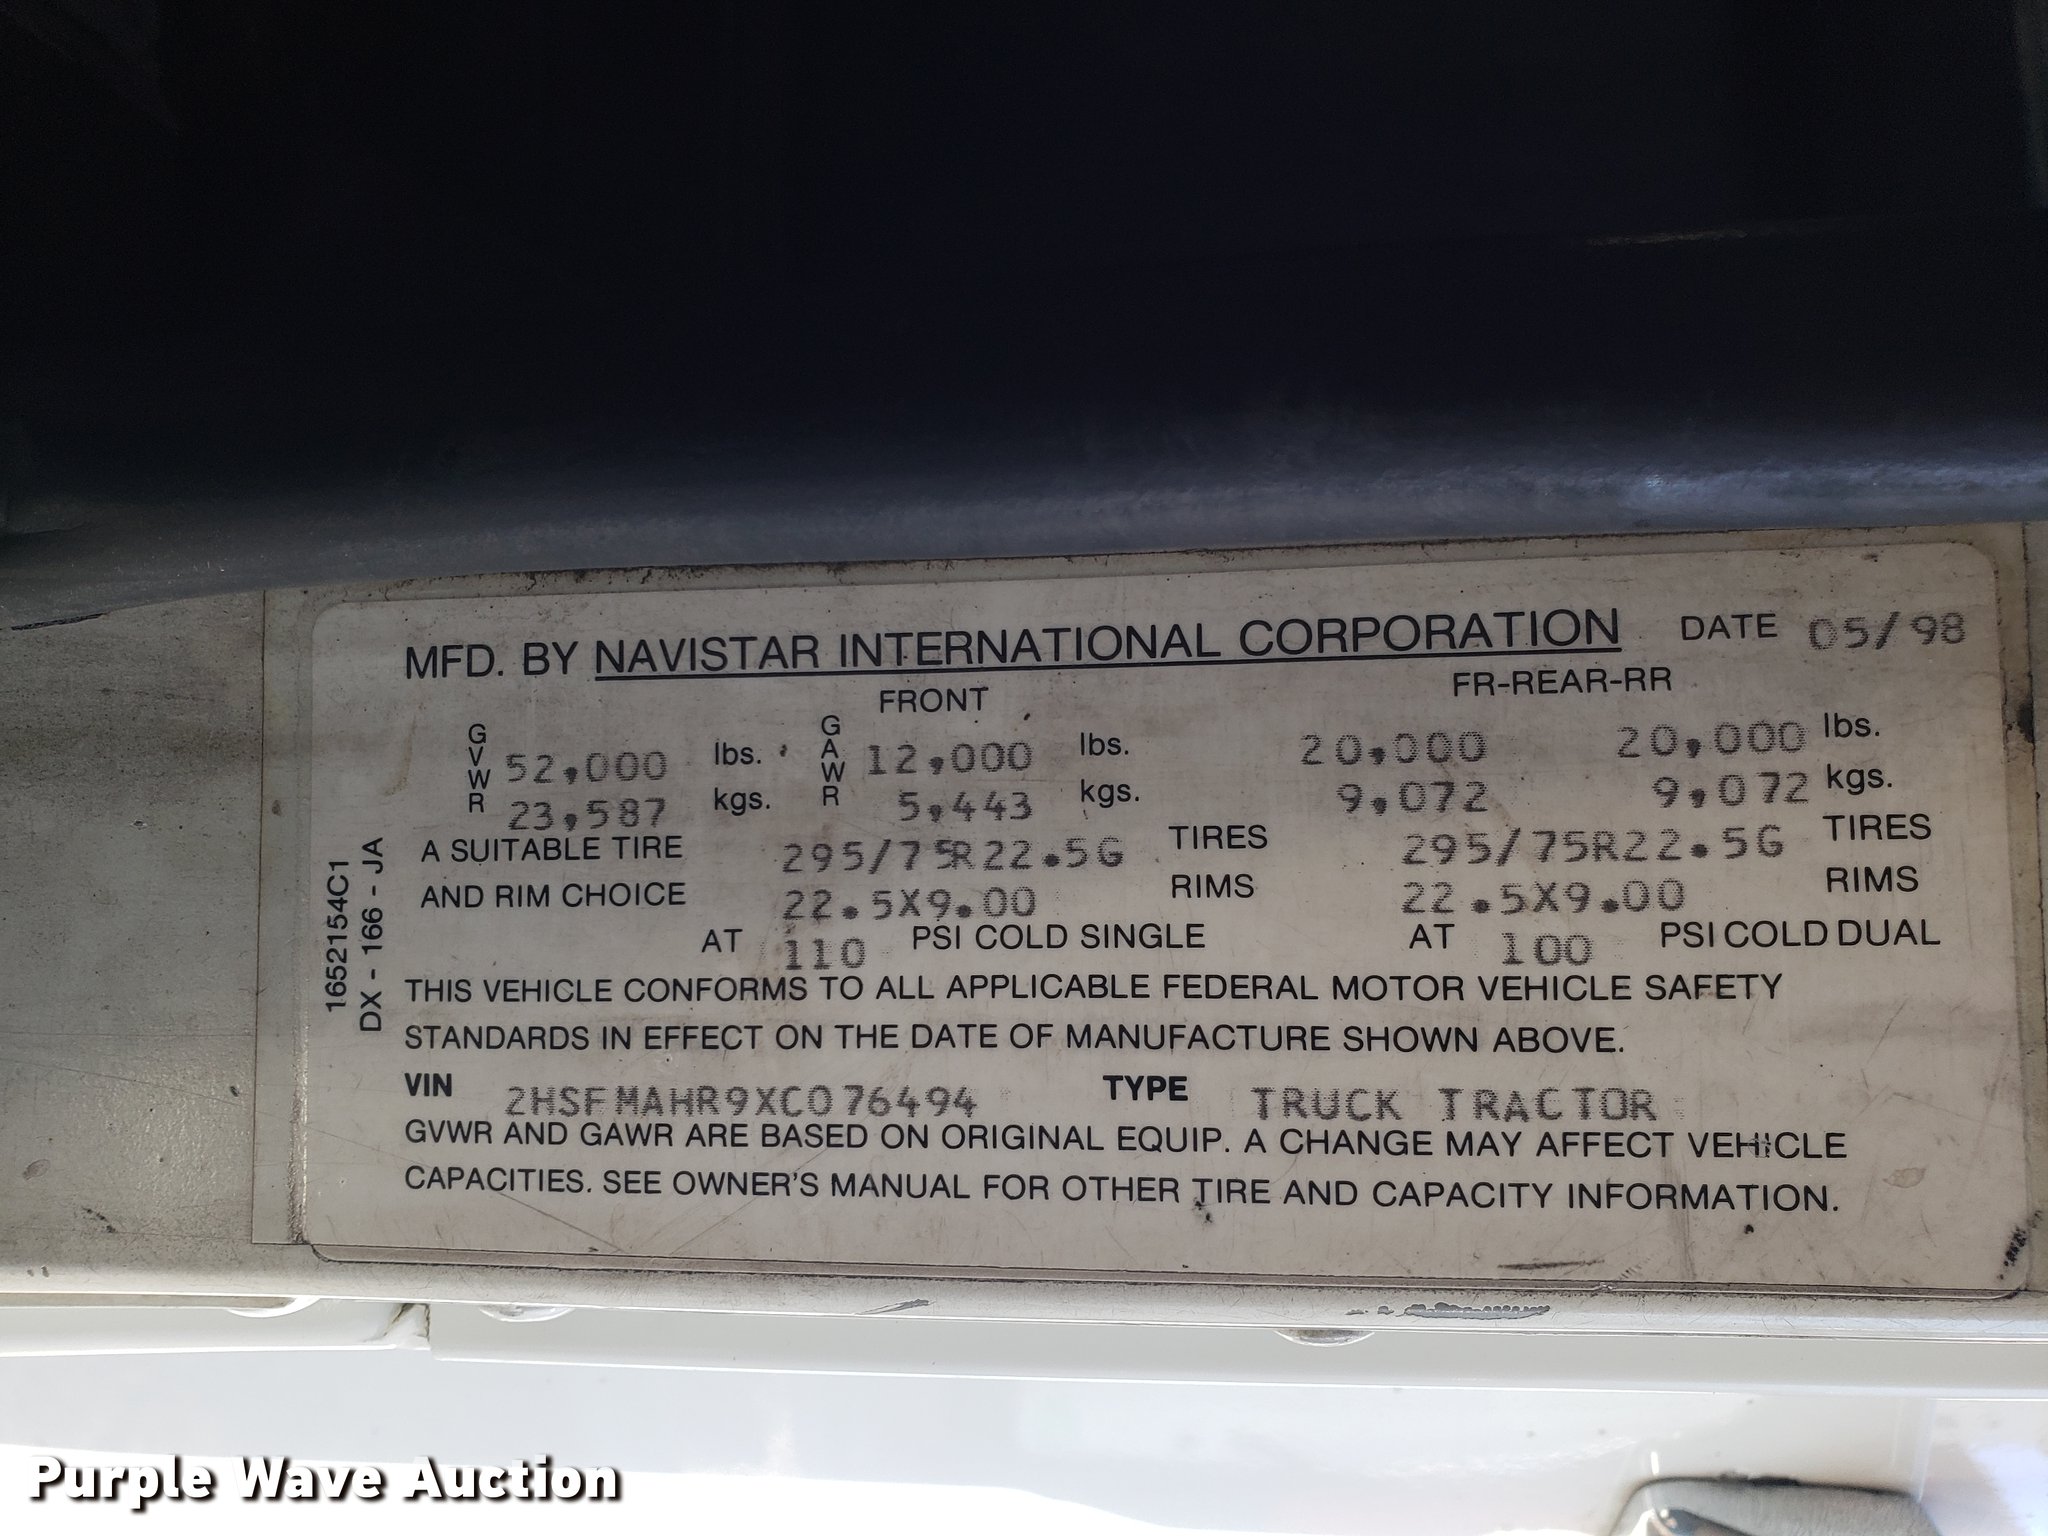 MFD. BY NAVISTAR INTERNATIONAL CORPORATION DATE 05/98
FRONT FR-REAR-RR
GVWR 52,000 lbs. GAWR 12,000 lbs. 20,000 20,000 lbs.
23,587 kgs. 5,443 kgs. 9,072 9,072 kgs.
A SUITABLE TIRE 295/75R22.5G TIRES 295/75R22.5G TIRES
AND RIM CHOICE 22.5X9.00 RIMS 22.5X9.00 RIMS
AT 110 PSI COLD SINGLE AT 100 PSI COLD DUAL
THIS VEHICLE CONFORMS TO ALL APPLICABLE FEDERAL MOTOR VEHICLE SAFETY
STANDARDS IN EFFECT ON THE DATE OF MANUFACTURE SHOWN ABOVE.
VIN 2HSFMAHR9XC076494 TYPE TRUCK TRACTOR
GVWR AND GAWR ARE BASED ON ORIGINAL EQUIP. A CHANGE MAY AFFECT VEHICLE
CAPACITIES. SEE OWNER'S MANUAL FOR OTHER TIRE AND CAPACITY INFORMATION.
1652154C1
DX - 166 - JA
Purple Wave Auction